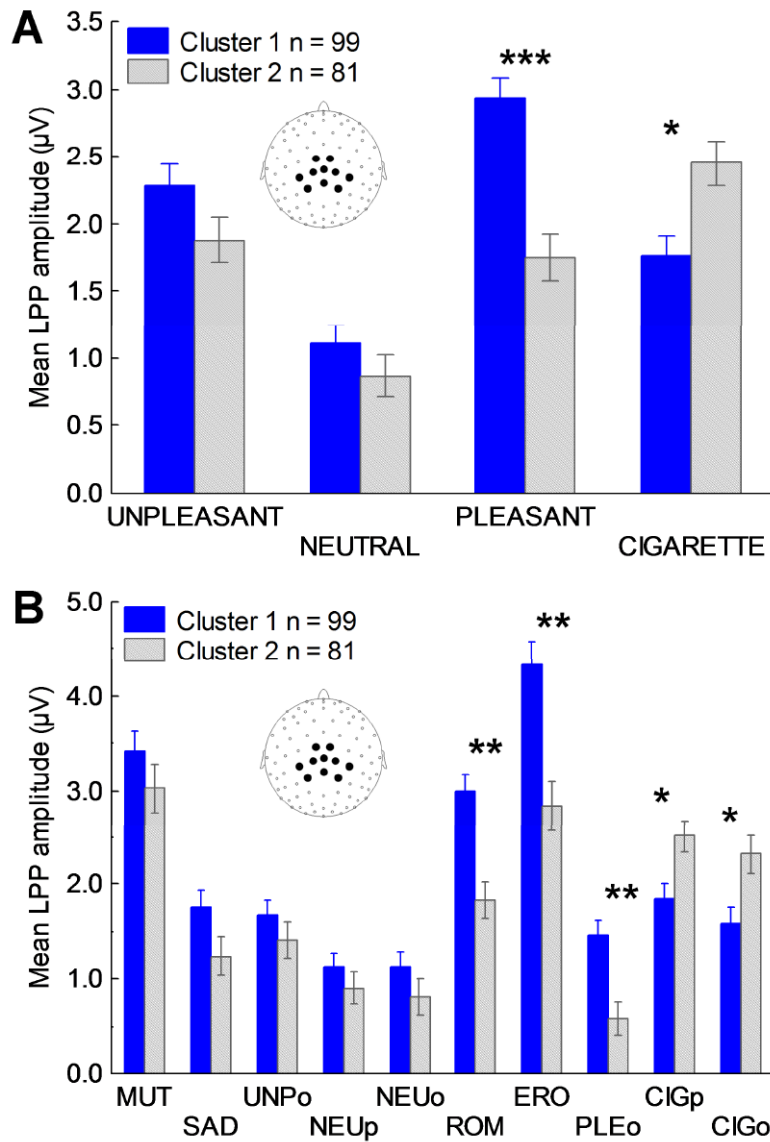 A
Cluster 1 n = 99
Cluster 2 n = 81
***
*
Mean LPP amplitude (µV)
3.5
3.0
2.5
2.0
1.5
1.0
0.5
0.0
UNPLEASANT
PLEASANT
NEUTRAL
CIGARETTE
B
Cluster 1 n = 99
Cluster 2 n = 81
**
**
*
*
**
Mean LPP amplitude (µV)
5.0
4.0
3.0
2.0
1.0
0.0
MUT UNPo NEUo ERO CIGp
SAD NEUp ROM PLEo CIGo